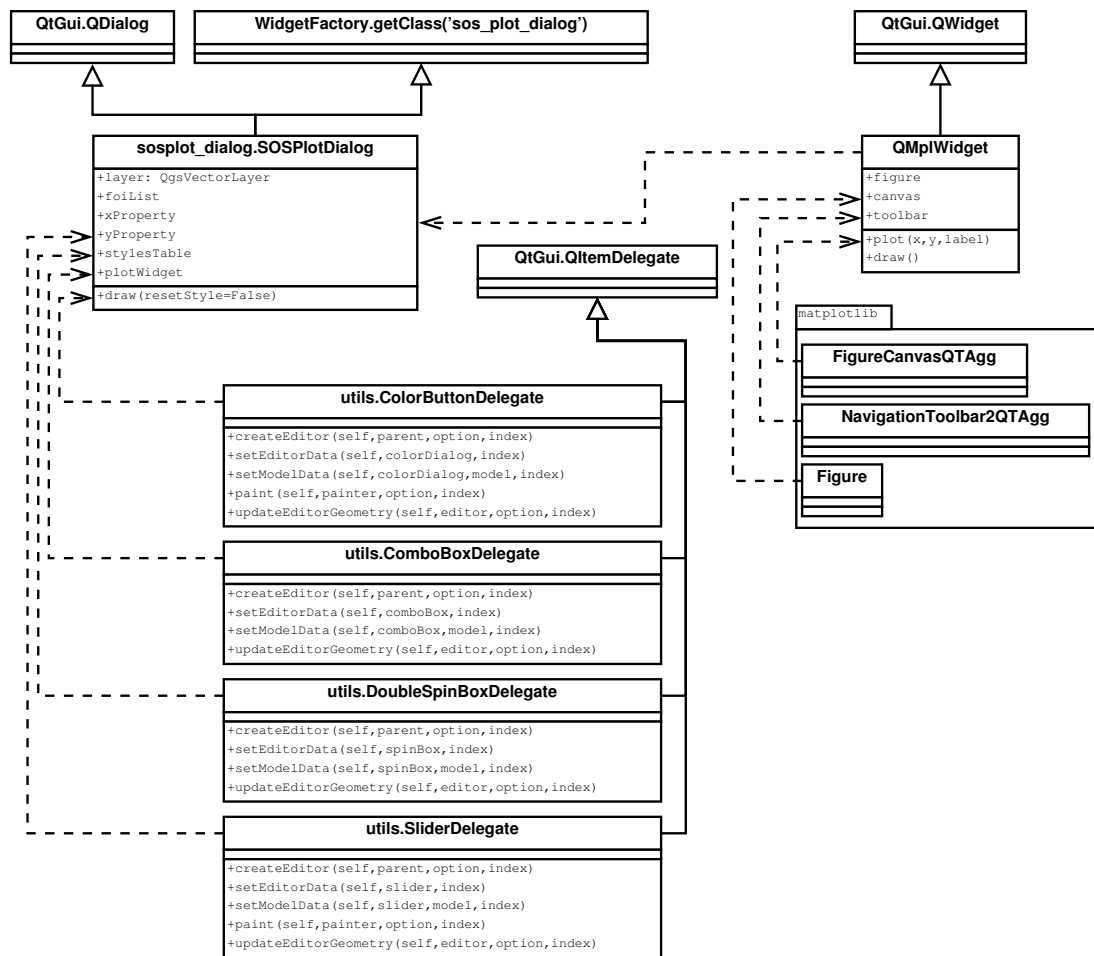 QtGui.QDialog
WidgetFactory.getClass('sos_plot_dialog')
QtGui.QWidget
sosplot_dialog.SOSPlotDialog
+layer: QgsVectorLayer
+foiList
+xProperty
+yProperty
+stylesTable
+plotWidget
+draw(resetStyle=False)
QMplWidget
+figure
+canvas
+toolbar
+plot(x,y,label)
+draw()
QtGui.QItemDelegate
matplotlib
FigureCanvasQTAgg
NavigationToolbar2QTAgg
Figure
utils.ColorButtonDelegate
+createEditor(self,parent,option,index)
+setEditorData(self,colorDialog,index)
+setModelData(self,colorDialog,model,index)
+paint(self,painter,option,index)
+updateEditorGeometry(self,editor,option,index)
utils.ComboBoxDelegate
+createEditor(self,parent,option,index)
+setEditorData(self,comboBox,index)
+setModelData(self,comboBox,model,index)
+updateEditorGeometry(self,editor,option,index)
utils.DoubleSpinBoxDelegate
+createEditor(self,parent,option,index)
+setEditorData(self,spinBox,index)
+setModelData(self,spinBox,model,index)
+updateEditorGeometry(self,editor,option,index)
utils.SliderDelegate
+createEditor(self,parent,option,index)
+setEditorData(self,slider,index)
+setModelData(self,slider,model,index)
+paint(self,painter,option,index)
+updateEditorGeometry(self,editor,option,index)